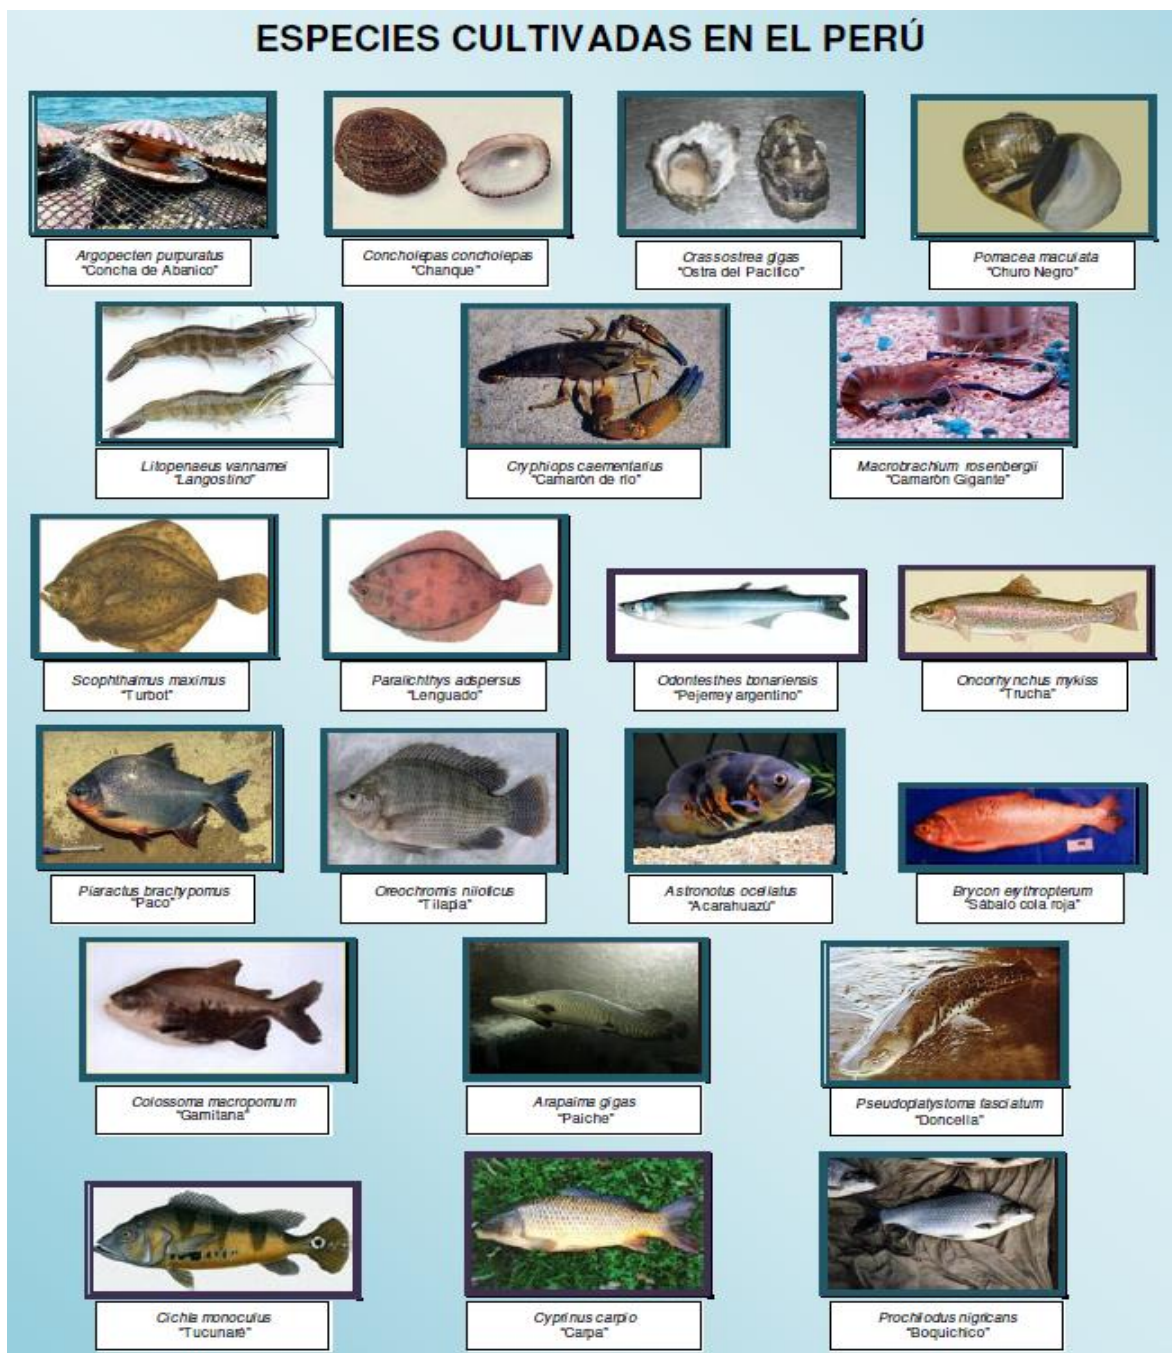 ESPECIES CULTIVADAS EN EL PERÚ
Argopecten purpuratus
"Concha de Abanico"
Concholepas concholepas
"Chanque"
Crassostrea gigas
"Ostra del Pacífico"
Pomacea maculata
"Churo Negro"
Litopenaeus vannamei
"Langostino"
Cryphiops caementarius
"Camarón de río"
Macrobrachium rosenbergii
"Camarón Gigante"
Scophthalmus maximus
"Turbot"
Paralichthys adspersus
"Lenguado"
Odontesthes bonariensis
"Pejerrey argentino"
Oncorhynchus mykiss
"Trucha"
Piaractus brachypomus
"Paco"
Oreochromis niloticus
"Tilapia"
Astronotus ocellatus
"Acarahuazú"
Brycon erythropterum
"Sábalo cola roja"
Colossoma macropomum
"Gamitana"
Arapaima gigas
"Paiche"
Pseudoplatystoma fasciatum
"Doncella"
Cichla monoculus
"Tucunaré"
Cyprinus carpio
"Carpa"
Prochilodus nigricans
"Boquichico"